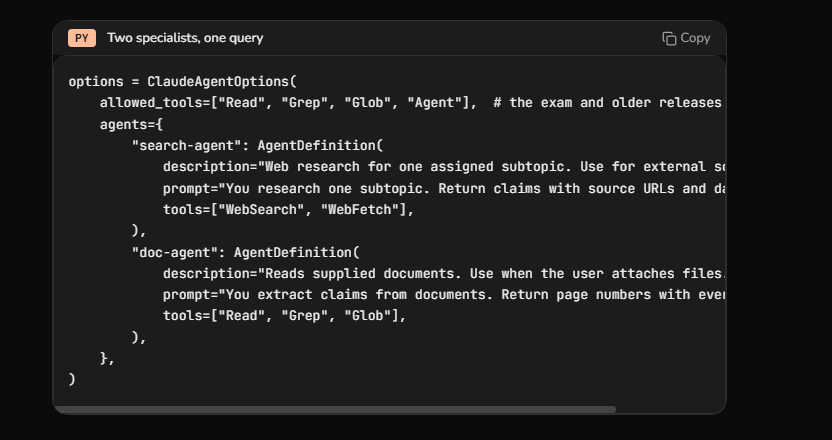 PY Two specialists, one query Copy
options = ClaudeAgentOptions(
    allowed_tools=["Read", "Grep", "Glob", "Agent"],  # the exam and older releases
    agents={
        "search-agent": AgentDefinition(
            description="Web research for one assigned subtopic. Use for external
            prompt="You research one subtopic. Return claims with source URLs and
            tools=["WebSearch", "WebFetch"],
        ),
        "doc-agent": AgentDefinition(
            description="Reads supplied documents. Use when the user attaches files.
            prompt="You extract claims from documents. Return page numbers with
            tools=["Read", "Grep", "Glob"],
        ),
    },
)